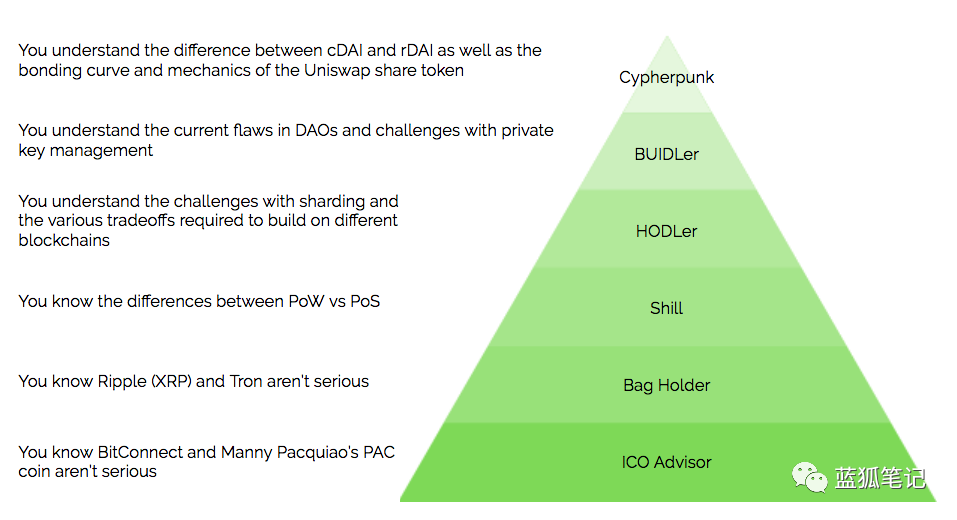 You understand the difference between cDAI and rDAI as well as the
bonding curve and mechanics of the Uniswap share token
Cypherpunk
You understand the current flaws in DAOs and challenges with private
key management
BUIDLer
You understand the challenges with sharding and
the various tradeoffs required to build on different
blockchains
HODLer
You know the differences between PoW vs PoS
Shill
You know Ripple (XRP) and Tron aren't serious
Bag Holder
You know BitConnect and Manny Pacquiao's PAC
coin aren't serious
ICO Advisor
蓝狐笔记